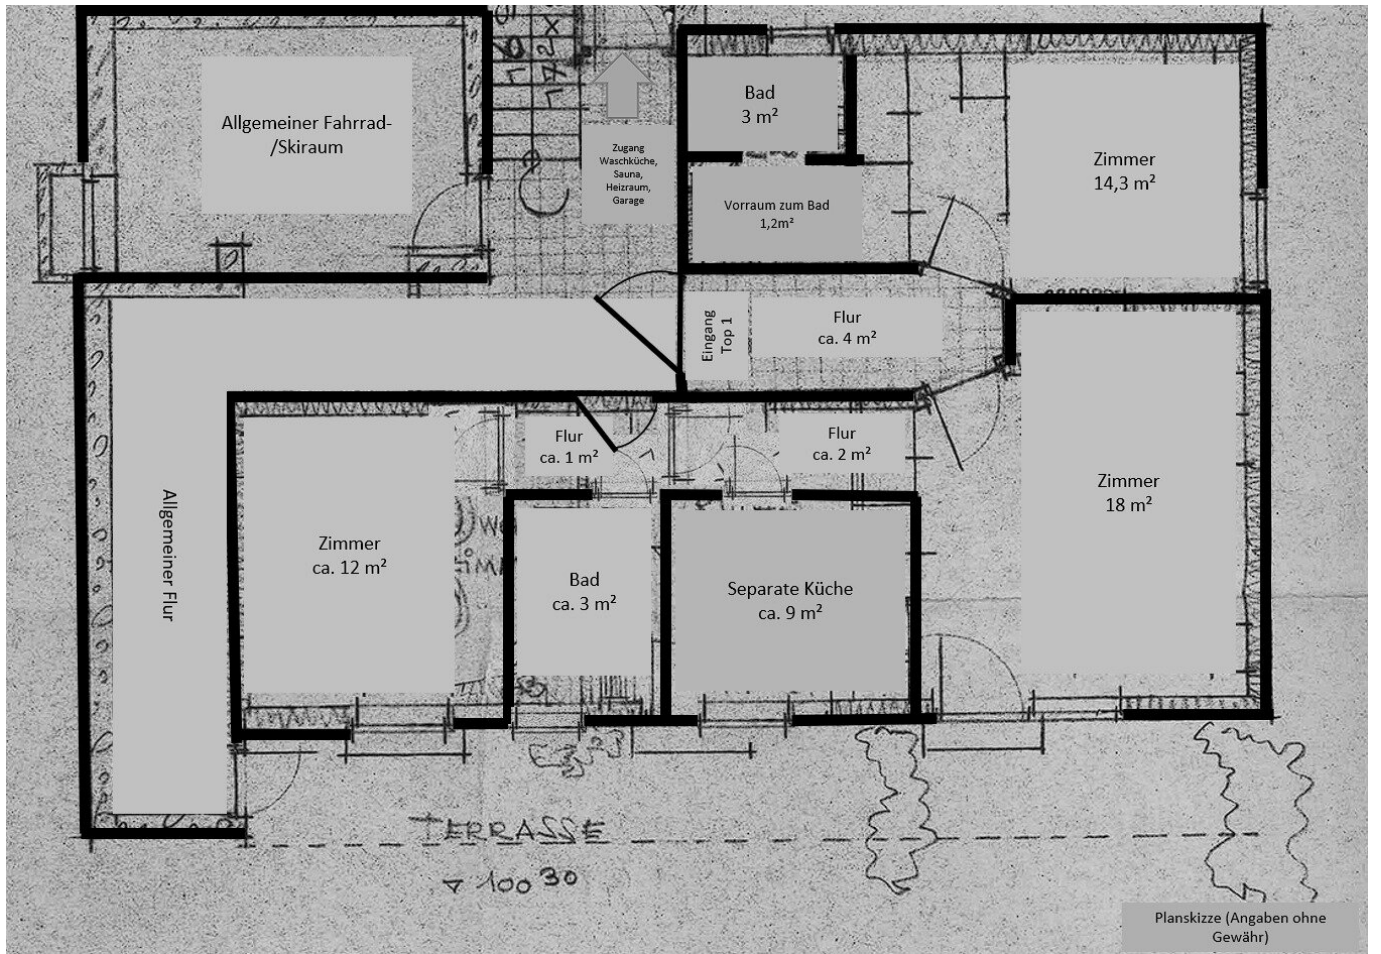 Allgemeiner Fahrrad-
/Skiraum
Zugang
Waschküche,
Sauna,
Heizraum,
Garage
Bad
3 m²
Vorraum zum Bad
1,2m²
Zimmer
14,3 m²
Eingang
Top 1
Flur
ca. 4 m²
Flur
ca. 1 m²
Flur
ca. 2 m²
Zimmer
18 m²
Allgemeiner Flur
Zimmer
ca. 12 m²
Bad
ca. 3 m²
Separate Küche
ca. 9 m²
TERRASSE
100 30
Planskizze (Angaben ohne
Gewähr)